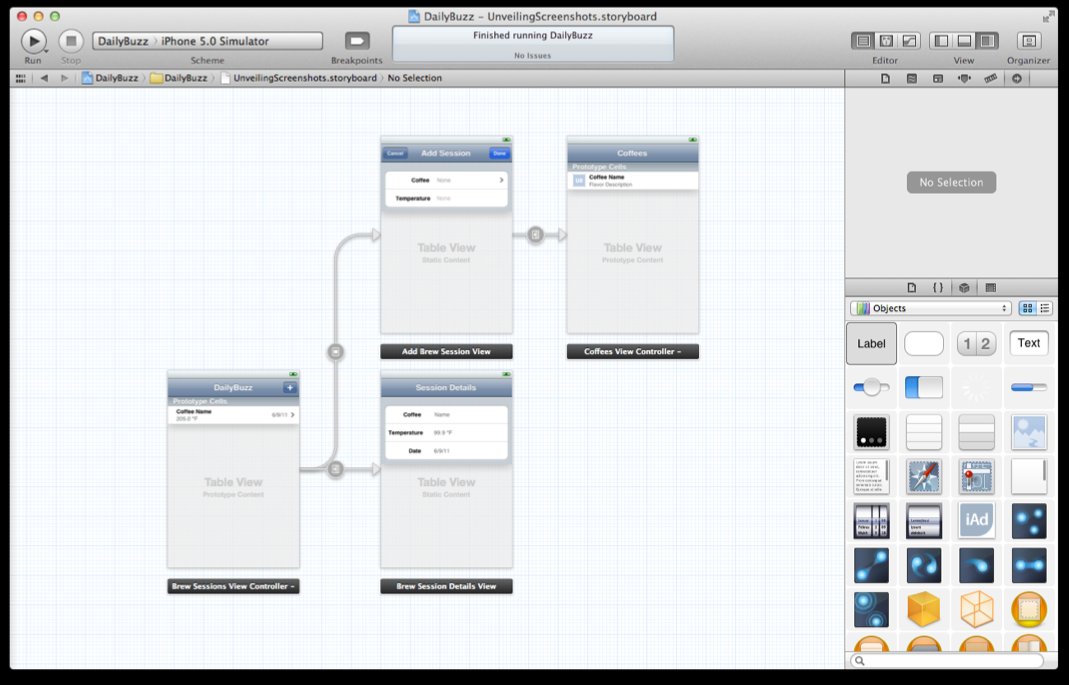 DailyBuzz - UnveilingScreenshots.storyboard
DailyBuzz › iPhone 5.0 Simulator
Finished running DailyBuzz
No Issues
Run
Stop
Scheme
Breakpoints
Editor
View
Organizer
DailyBuzz › DailyBuzz › UnveilingScreenshots.storyboard › No Selection
No Selection
Cancel
Add Session
Done
Coffee None
Temperature None
Table View
Static Content
Add Brew Session View
Coffees
Prototype Cells
Coffee Name
Flavor Description
Table View
Prototype Content
Coffees View Controller -
DailyBuzz +
Prototype Cells
Coffee Name
205.0 °F
6/9/11
Table View
Prototype Content
Brew Sessions View Controller -
Session Details
Coffee Name
Temperature 99.9 °F
Date 6/9/11
Table View
Static Content
Brew Session Details View
Objects
Label
1 2
Text
iAd